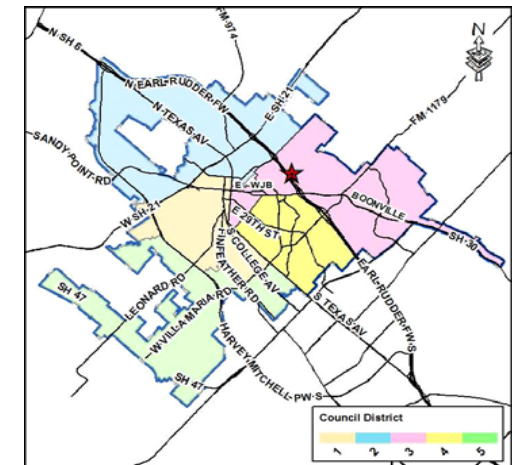 N SH 6
FM-974
N
N-EARL-RUDDER-FW
E-SH-21
N-TEXAS-AV
FM-1179
SANDY-POINT-RD
E WJB
BOONVILLE
W-SH-21
E 29TH ST
SH-30
S COLLEGE-AV
FINFEATHER-RD
EARL-RUDDER-FW-S
SH 47
LEONARD RD
W-VILLA MARIA-RD
S TEXAS-AV
HARVEY-MITCHELL-PW-S
SH 47
Council District
1 2 3 4 5